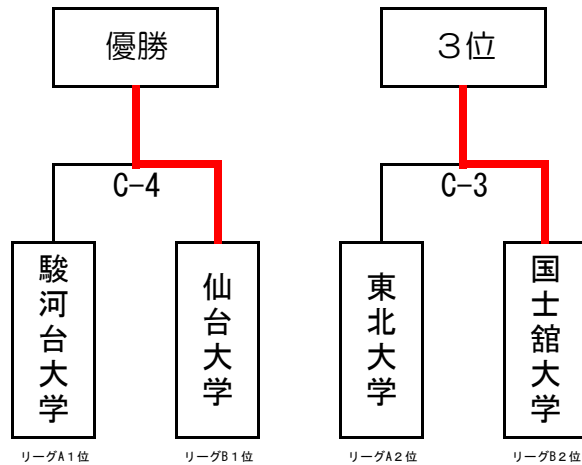 優勝
３位
C-4
C-3
駿河台大学
仙台大学
東北大学
国士舘大学
リーグA１位
リーグB１位
リーグA２位
リーグB２位